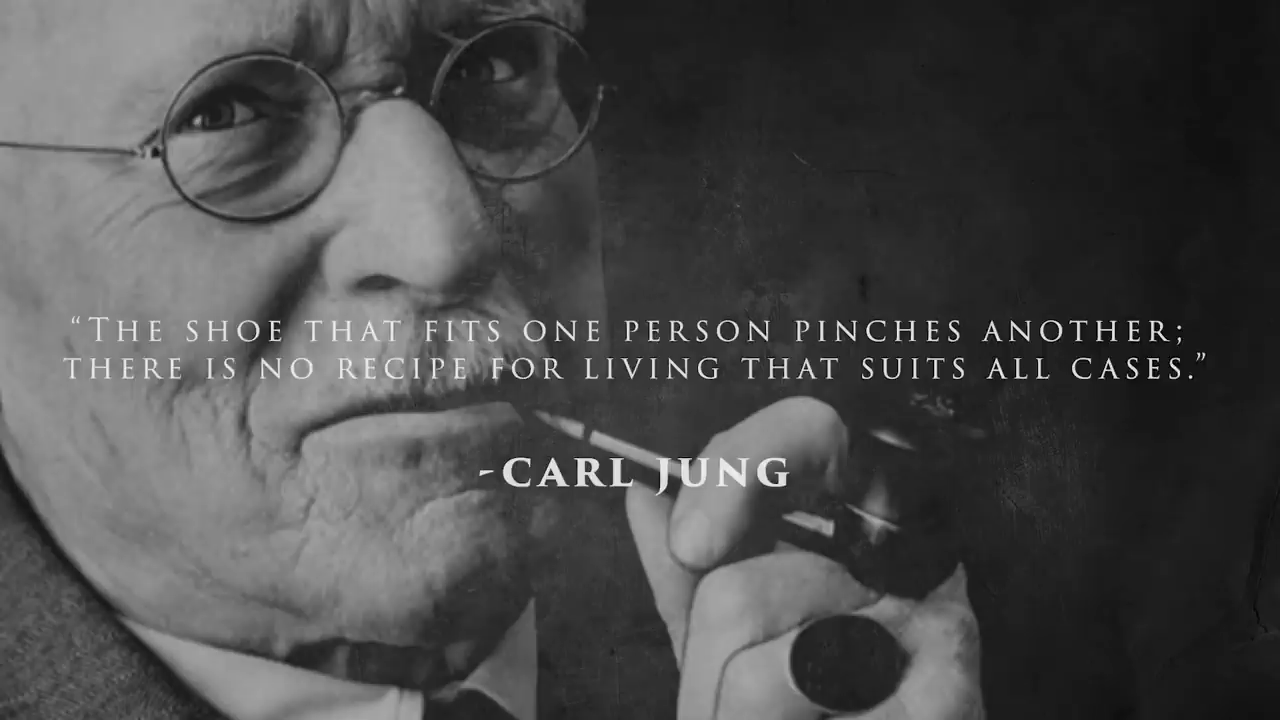 “The shoe that fits one person pinches another;
there is no recipe for living that suits all cases.”
-Carl Jung